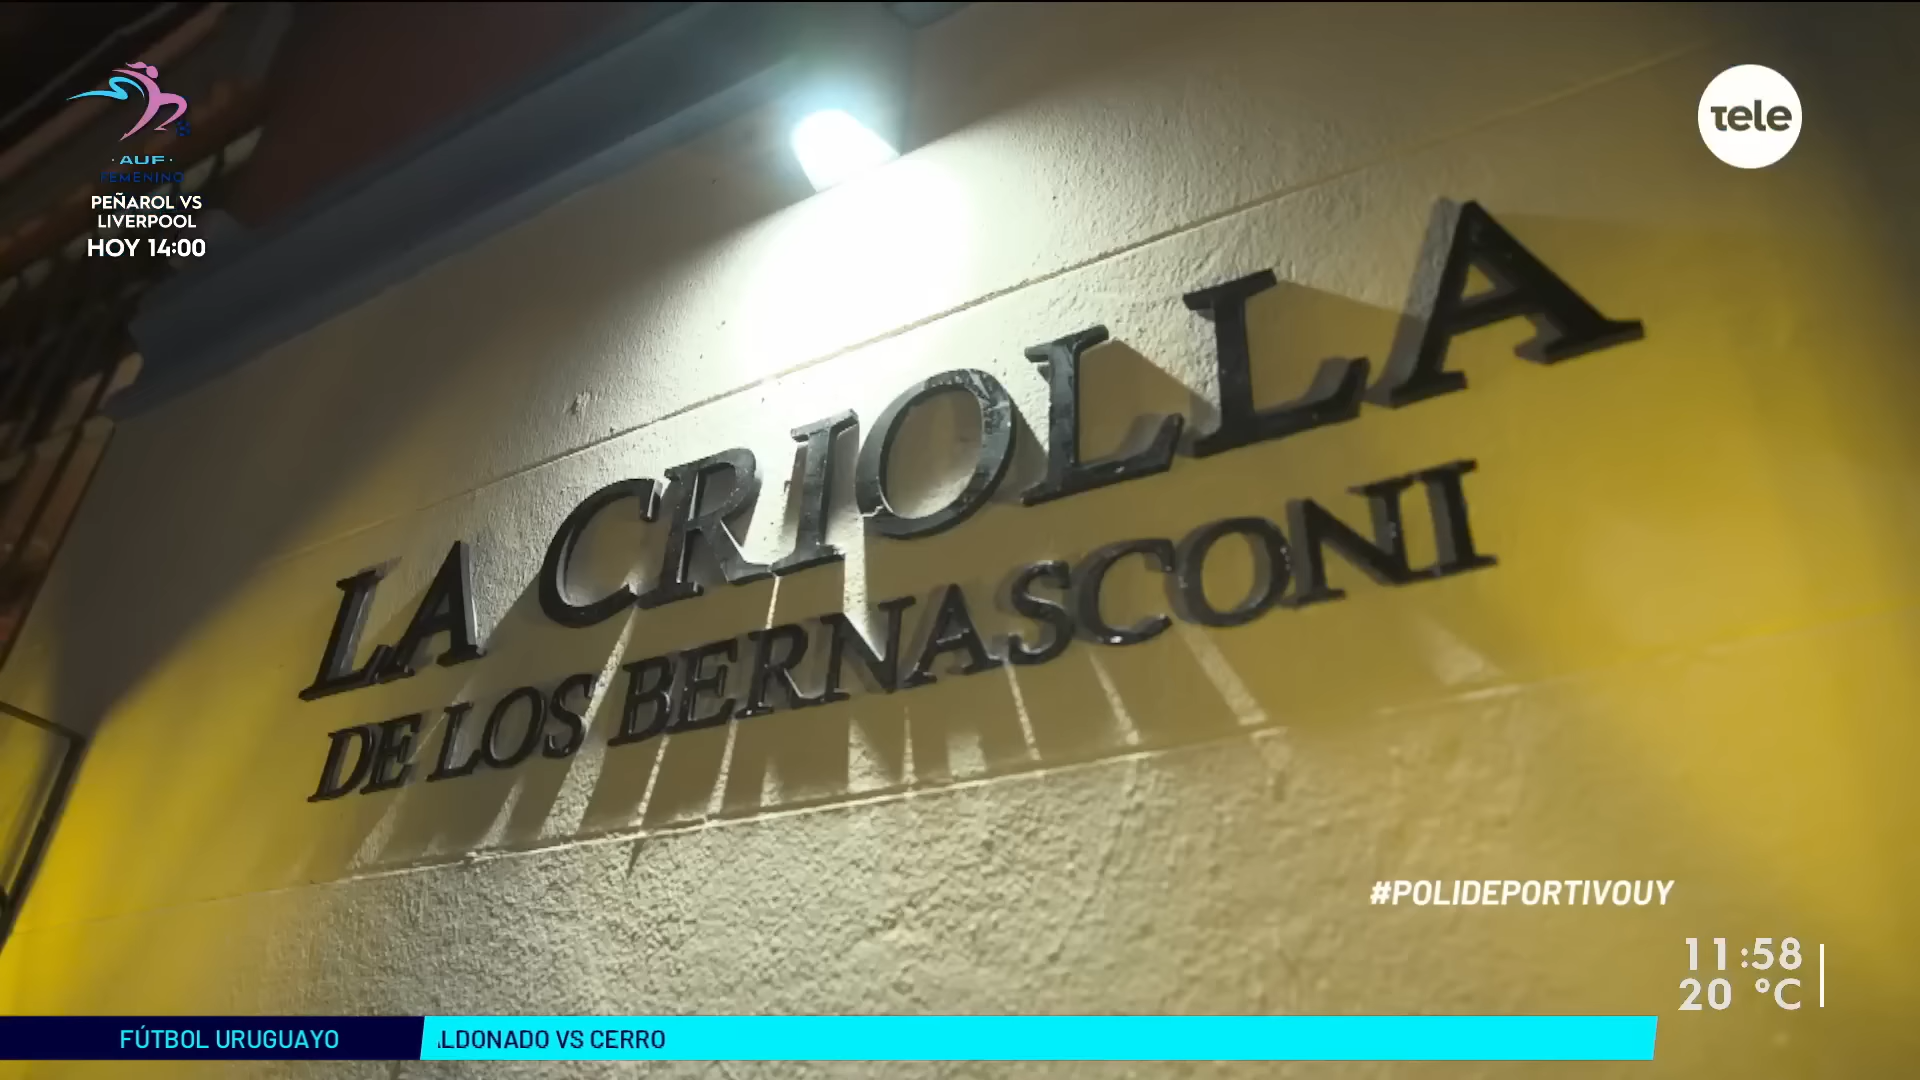 · AUF ·
FEMENINO
PEÑAROL VS
LIVERPOOL
HOY 14:00
tele
LA CRIOLLA
DE LOS BERNASCONI
#POLIDEPORTIVOUY
11:58
20 °C
FÚTBOL URUGUAYO
ALDONADO VS CERRO